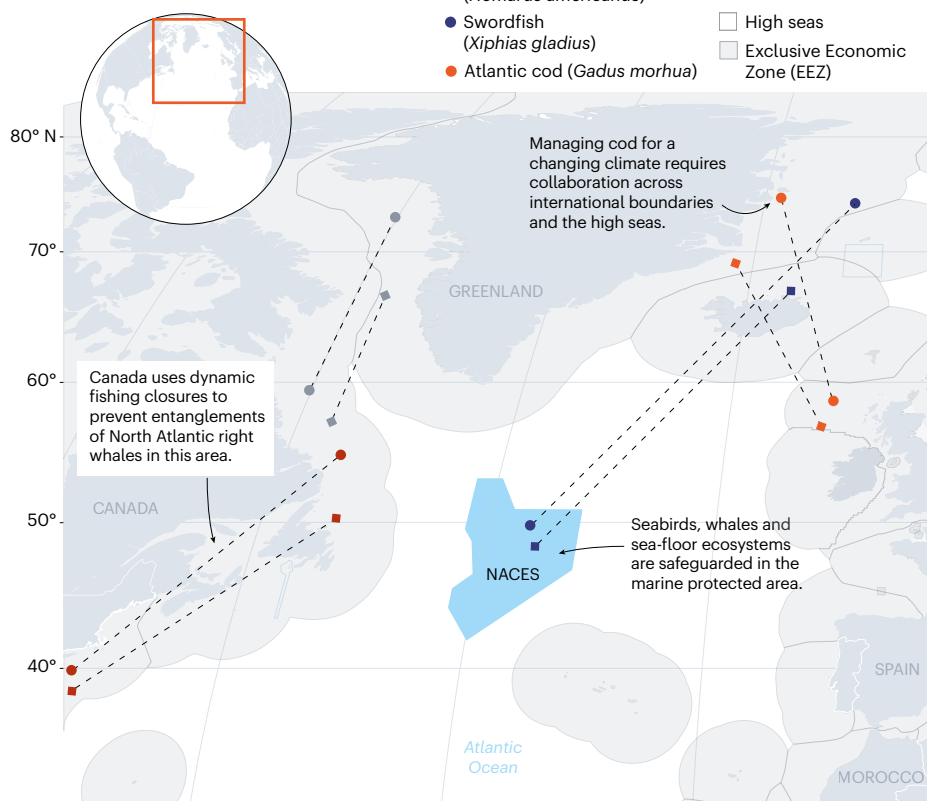 (Homarus americanus)
Swordfish
(Xiphias gladius)
Atlantic cod (Gadus morhua)
High seas
Exclusive Economic
Zone (EEZ)
80° N
70°
60°
50°
40°
Managing cod for a
changing climate requires
collaboration across
international boundaries
and the high seas.
GREENLAND
Canada uses dynamic
fishing closures to
prevent entanglements
of North Atlantic right
whales in this area.
CANADA
Seabirds, whales and
sea-floor ecosystems
are safeguarded in the
marine protected area.
NACES
SPAIN
Atlantic
Ocean
MOROCCO